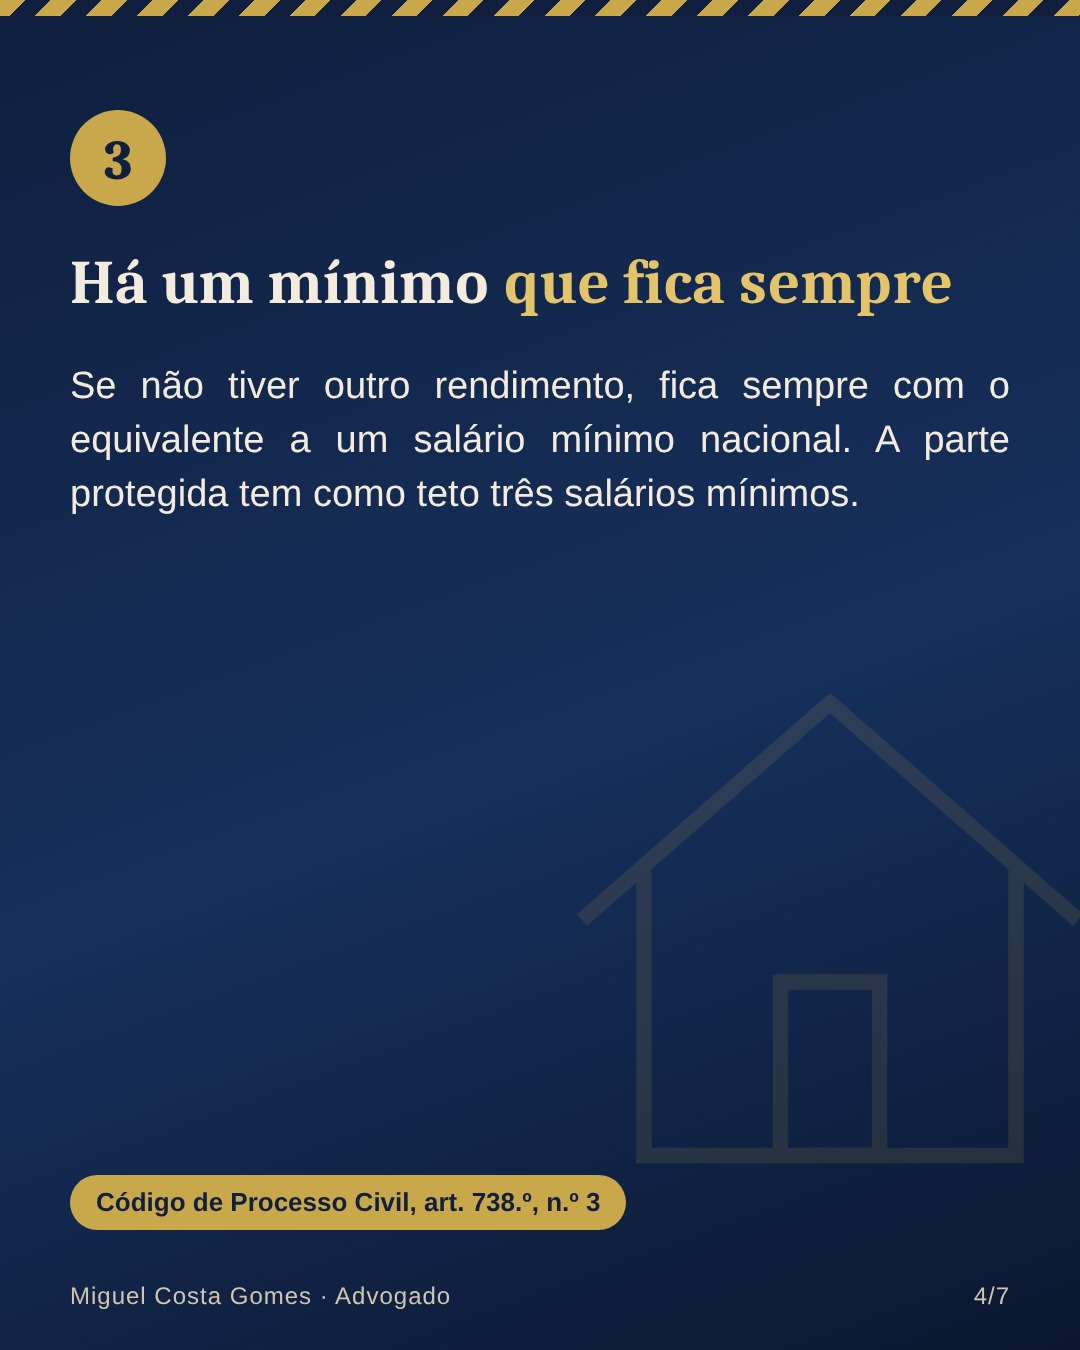 3
Há um mínimo que fica sempre
Se não tiver outro rendimento, fica sempre com o
equivalente a um salário mínimo nacional. A parte
protegida tem como teto três salários mínimos.
Código de Processo Civil, art. 738.º, n.º 3
Miguel Costa Gomes · Advogado
4/7